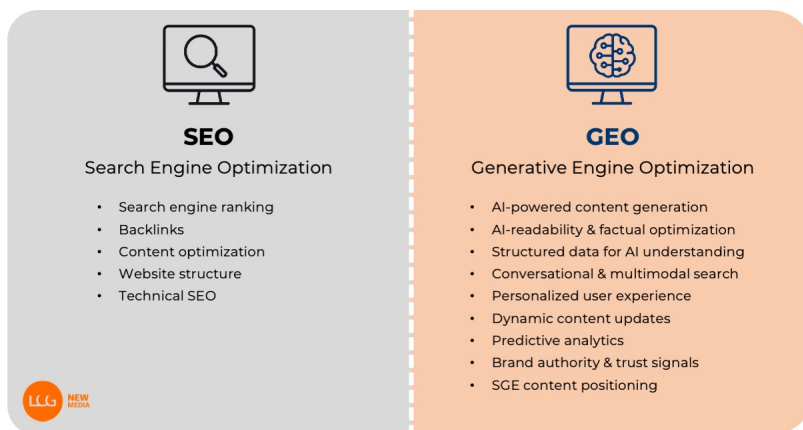 SEO
Search Engine Optimization
• Search engine ranking
• Backlinks
• Content optimization
• Website structure
• Technical SEO
LCG NEW
MEDIA
GEO
Generative Engine Optimization
• AI-powered content generation
• AI-readability & factual optimization
• Structured data for AI understanding
• Conversational & multimodal search
• Personalized user experience
• Dynamic content updates
• Predictive analytics
• Brand authority & trust signals
• SGE content positioning